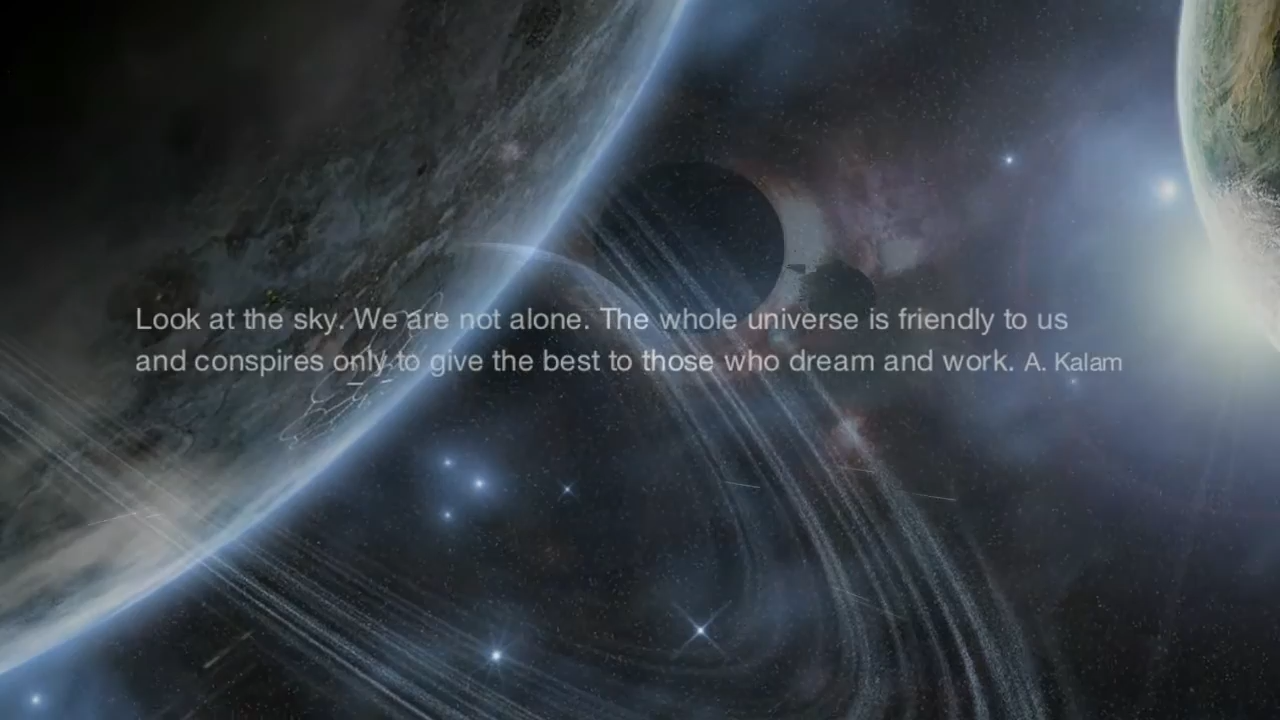 Look at the sky. We are not alone. The whole universe is friendly to us
and conspires only to give the best to those who dream and work. A. Kalam